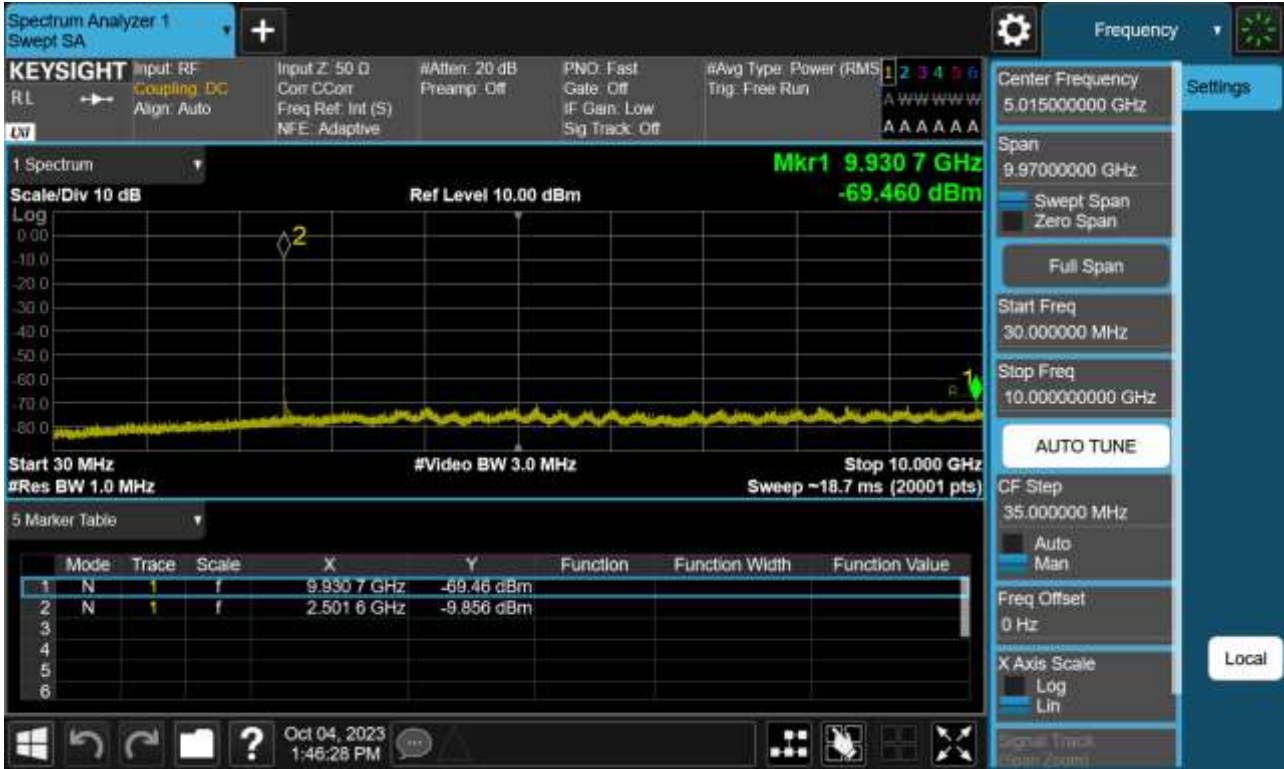 Spectrum Analyzer 1
Swept SA
Frequency
KEYSIGHT
RL
LXI
Input: RF
Coupling: DC
Align: Auto
Input Z: 50 Ω
Corr CCorr
Freq Ref: Int (S)
NFE: Adaptive
#Atten: 20 dB
Preamp: Off
PNO: Fast
Gate: Off
IF Gain: Low
Sig Track: Off
#Avg Type: Power (RMS
Trig: Free Run
1 2 3 4 5 6
A W W W W W
A A A A A A
1 Spectrum
Scale/Div 10 dB
Ref Level 10.00 dBm
Mkr1 9.930 7 GHz
-69.460 dBm
Log
0.00
-10.0
-20.0
-30.0
-40.0
-50.0
-60.0
-70.0
-80.0
2
1
R
Start 30 MHz
#Video BW 3.0 MHz
Stop 10.000 GHz
#Res BW 1.0 MHz
Sweep ~18.7 ms (20001 pts)
5 Marker Table
Mode Trace Scale X Y Function Function Width Function Value
1 N 1 f 9.930 7 GHz -69.46 dBm
2 N 1 f 2.501 6 GHz -9.856 dBm
3
4
5
6
Oct 04, 2023
1:46:28 PM
Center Frequency
5.015000000 GHz
Span
9.97000000 GHz
Swept Span
Zero Span
Full Span
Start Freq
30.000000 MHz
Stop Freq
10.000000000 GHz
AUTO TUNE
CF Step
35.000000 MHz
Auto
Man
Freq Offset
0 Hz
X Axis Scale
Log
Lin
Signal Track
(Span Zoom)
Settings
Local